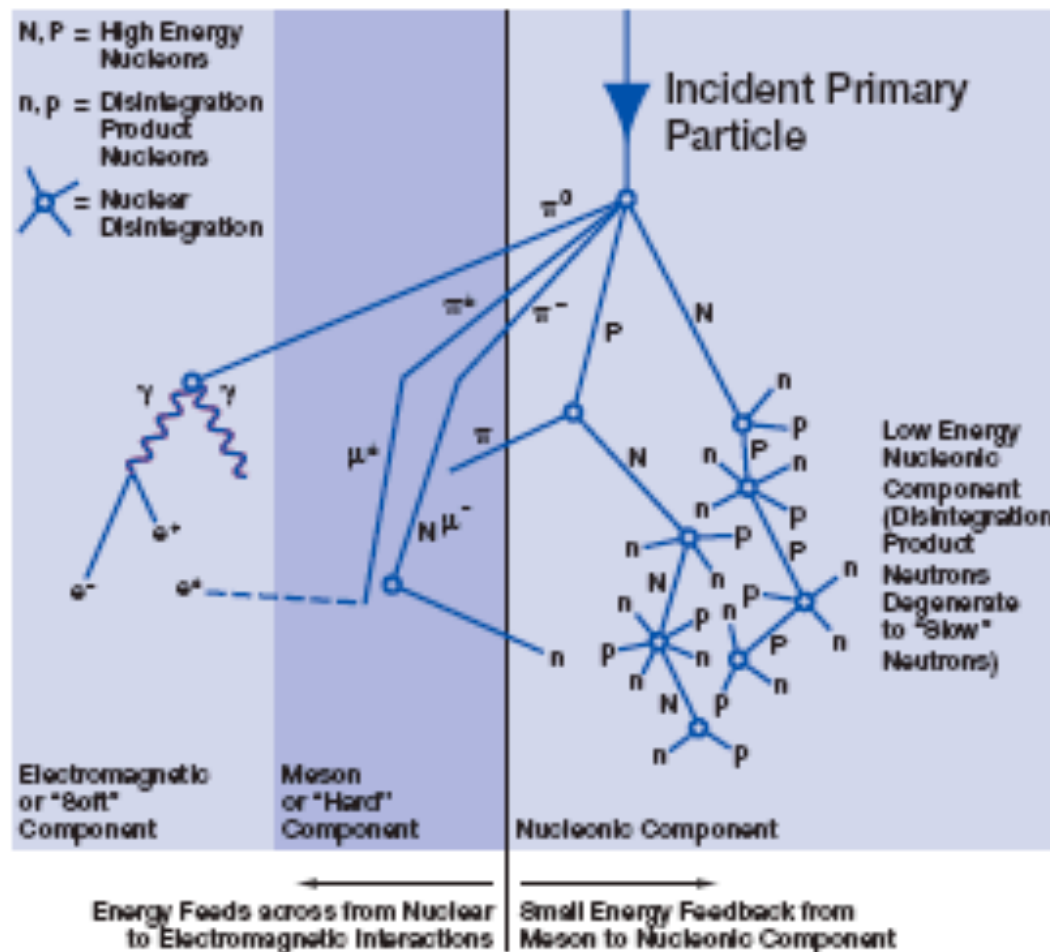 N, P = High Energy
Nucleons
n, p = Disintegration
Product
Nucleons
= Nuclear
Disintegration
Incident Primary
Particle
π⁰
π±
π⁻
P
N
γ
γ
π
μ±
N
μ⁻
N
e⁺
e⁻
e±
n
n
p
P
n
n
n
p
P
n
p
n
n
p
n
N
n
p
p
n
n
n
P
n
p
N
n
p
Low Energy
Nucleonic
Component
(Disintegration
Product
Neutrons
Degenerate
to "Slow"
Neutrons)
Electromagnetic
or "Soft"
Component
Meson
or "Hard"
Component
Nucleonic Component
Energy Feeds across from Nuclear
to Electromagnetic Interactions
Small Energy Feedback from
Meson to Nucleonic Component